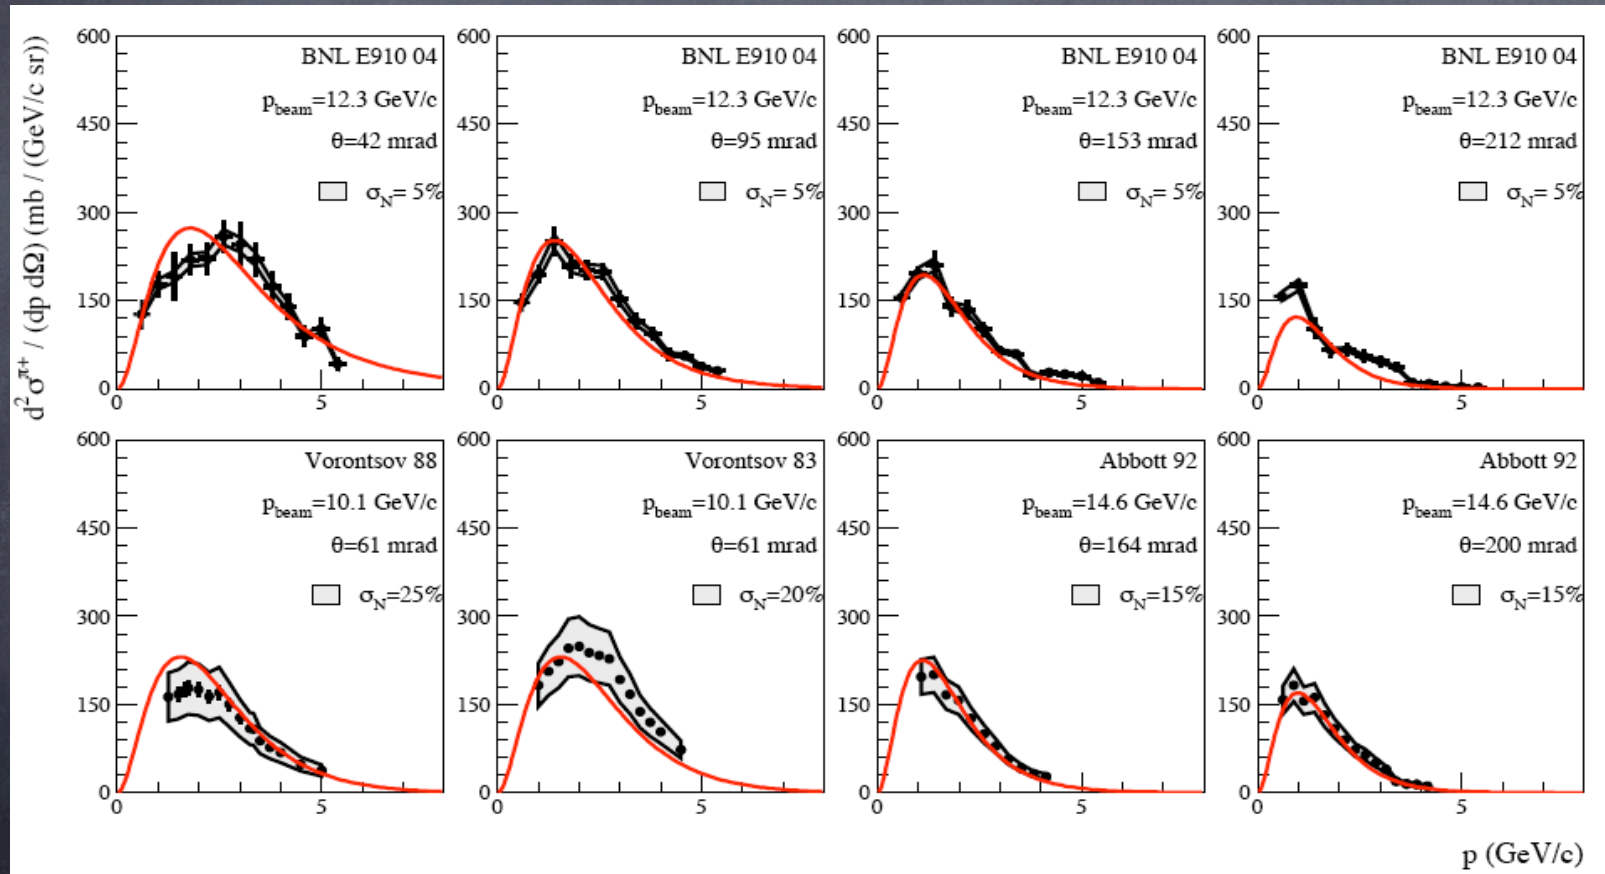 d²σ^π+ / (dp dΩ) (mb / (GeV/c sr))
600
450
300
150
0
0
5
BNL E910 04
p_beam=12.3 GeV/c
θ=42 mrad
σ_N= 5%
600
450
300
150
0
0
5
BNL E910 04
p_beam=12.3 GeV/c
θ=95 mrad
σ_N= 5%
600
450
300
150
0
0
5
BNL E910 04
p_beam=12.3 GeV/c
θ=153 mrad
σ_N= 5%
600
450
300
150
0
0
5
BNL E910 04
p_beam=12.3 GeV/c
θ=212 mrad
σ_N= 5%
600
450
300
150
0
0
5
Vorontsov 88
p_beam=10.1 GeV/c
θ=61 mrad
σ_N=25%
600
450
300
150
0
0
5
Vorontsov 83
p_beam=10.1 GeV/c
θ=61 mrad
σ_N=20%
600
450
300
150
0
0
5
Abbott 92
p_beam=14.6 GeV/c
θ=164 mrad
σ_N=15%
600
450
300
150
0
0
5
Abbott 92
p_beam=14.6 GeV/c
θ=200 mrad
σ_N=15%
p (GeV/c)